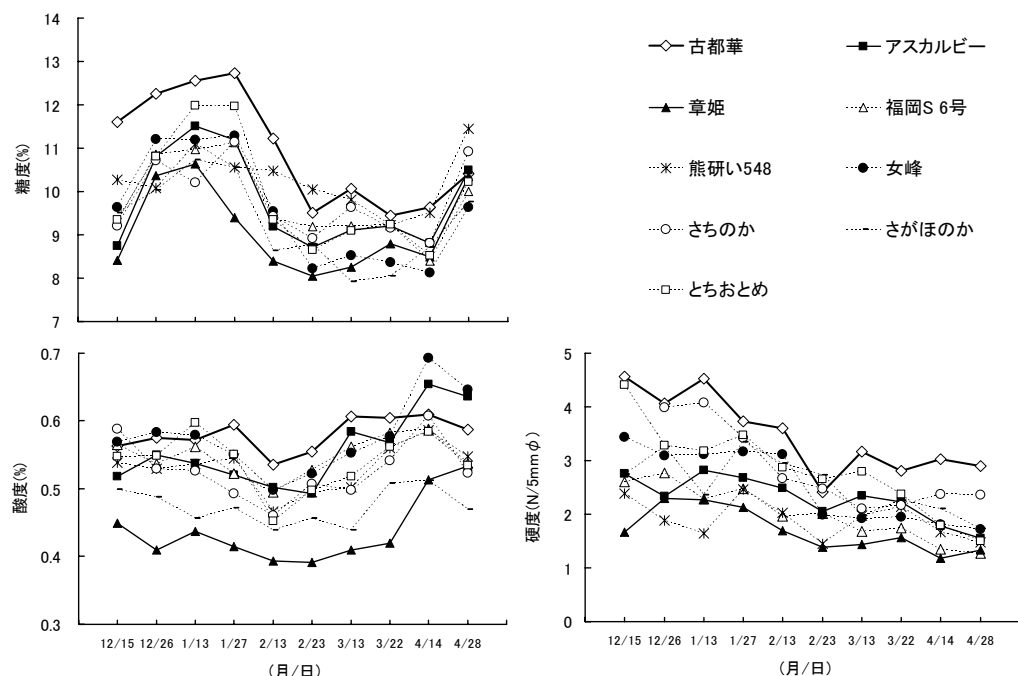 14
13
12
11
10
9
8
7
糖度(%)
古都華
アスカルビー
章姫
福岡S 6号
熊研い548
女峰
さちのか
さがほのか
とちおとめ
0.7
0.6
0.5
0.4
0.3
酸度(%)
12/15 12/26 1/13 1/27 2/13 2/23 3/13 3/22 4/14 4/28
(月/日)
5
4
3
2
1
0
硬度(N/5mmφ)
12/15 12/26 1/13 1/27 2/13 2/23 3/13 3/22 4/14 4/28
(月/日)